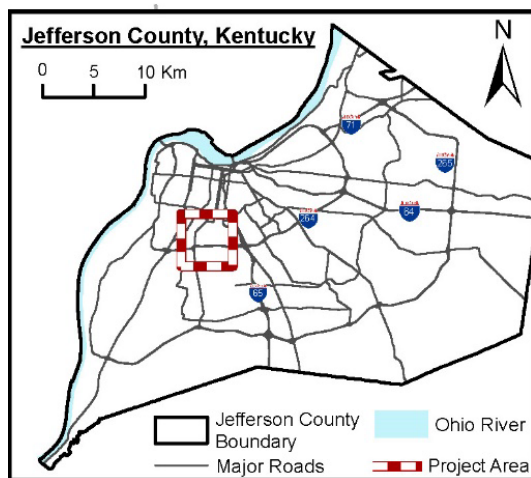 Jefferson County, Kentucky
N
0 5 10 Km
71
265
264
64
65
Jefferson County
Boundary
Ohio River
Major Roads
Project Area